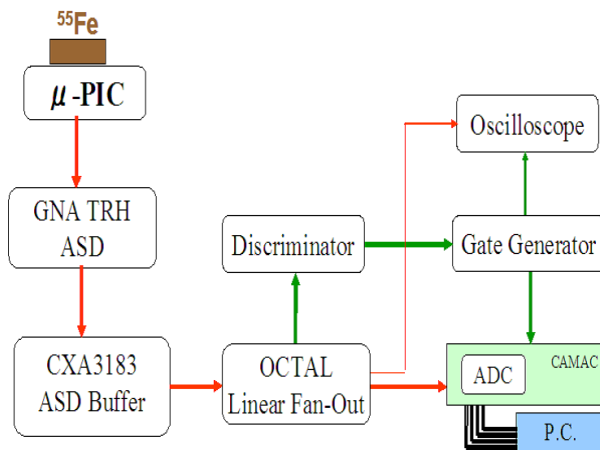 ⁵⁵Fe
μ-PIC
Oscilloscope
GNA TRH
ASD
Discriminator
Gate Generator
CXA3183
ASD Buffer
OCTAL
Linear Fan-Out
CAMAC
ADC
P.C.